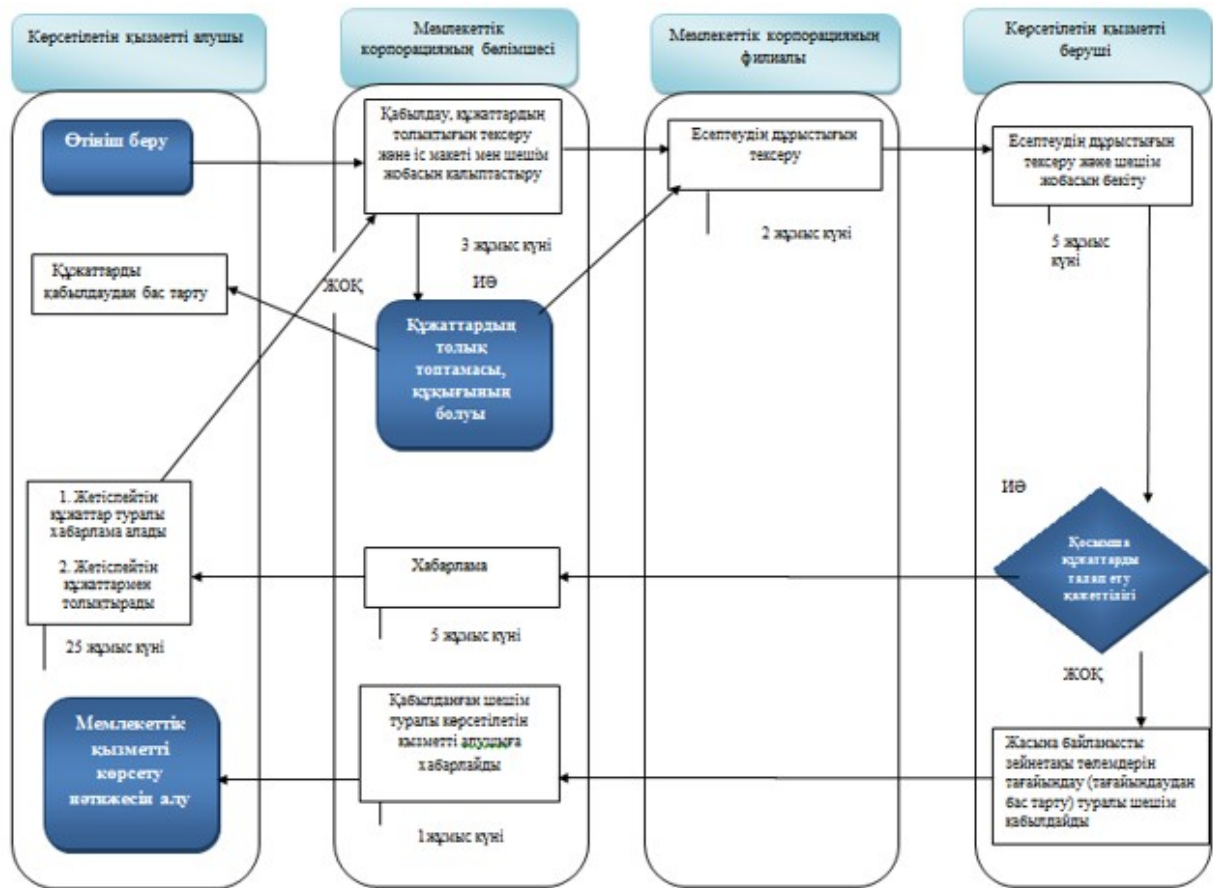 Көрсетілетін қызметті алушы
Мемлекеттік
корпорацияның бөлімшесі
Мемлекеттік корпорацияның
филиалы
Көрсетілетін қызметті
беруші
Өтініш беру
Қабылдау, құжаттардың
толықтығын тексеру
және іс макеті мен шешім
жобасын қалыптастыру
Есептеудің дұрыстығын
тексеру
Есептеудің дұрыстығын
тексеру және шешім
жобасын бекіту
3 жұмыс күні
2 жұмыс күні
5 жұмыс
күні
Құжаттарды
қабылдаудан бас тарту
ЖОҚ
ИӘ
Құжаттардың
толық
топтамасы,
құқығының
болуы
1. Жетіспейтін
құжаттар туралы
хабарлама алады
2. Жетіспейтін
құжаттармен
толықтырады
25 жұмыс күні
Хабарлама
5 жұмыс күні
ИӘ
Қосымша
құжаттарды
талап ету
қажеттілігі
ЖОҚ
Мемлекеттік
қызметті
көрсету
нәтижесін алу
Қабылданған шешім
туралы көрсетілетін
қызметті алушыға
хабарлайды
1жұмыс күні
Жасына байланысты
зейнетақы төлемдерін
тағайындау (тағайындаудан
бас тарту) туралы шешім
қабылдайды